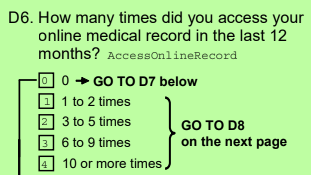 D6. How many times did you access your
online medical record in the last 12
months? AccessOnlineRecord
0 0 → GO TO D7 below
1 1 to 2 times
2 3 to 5 times
3 6 to 9 times
4 10 or more times
GO TO D8
on the next page